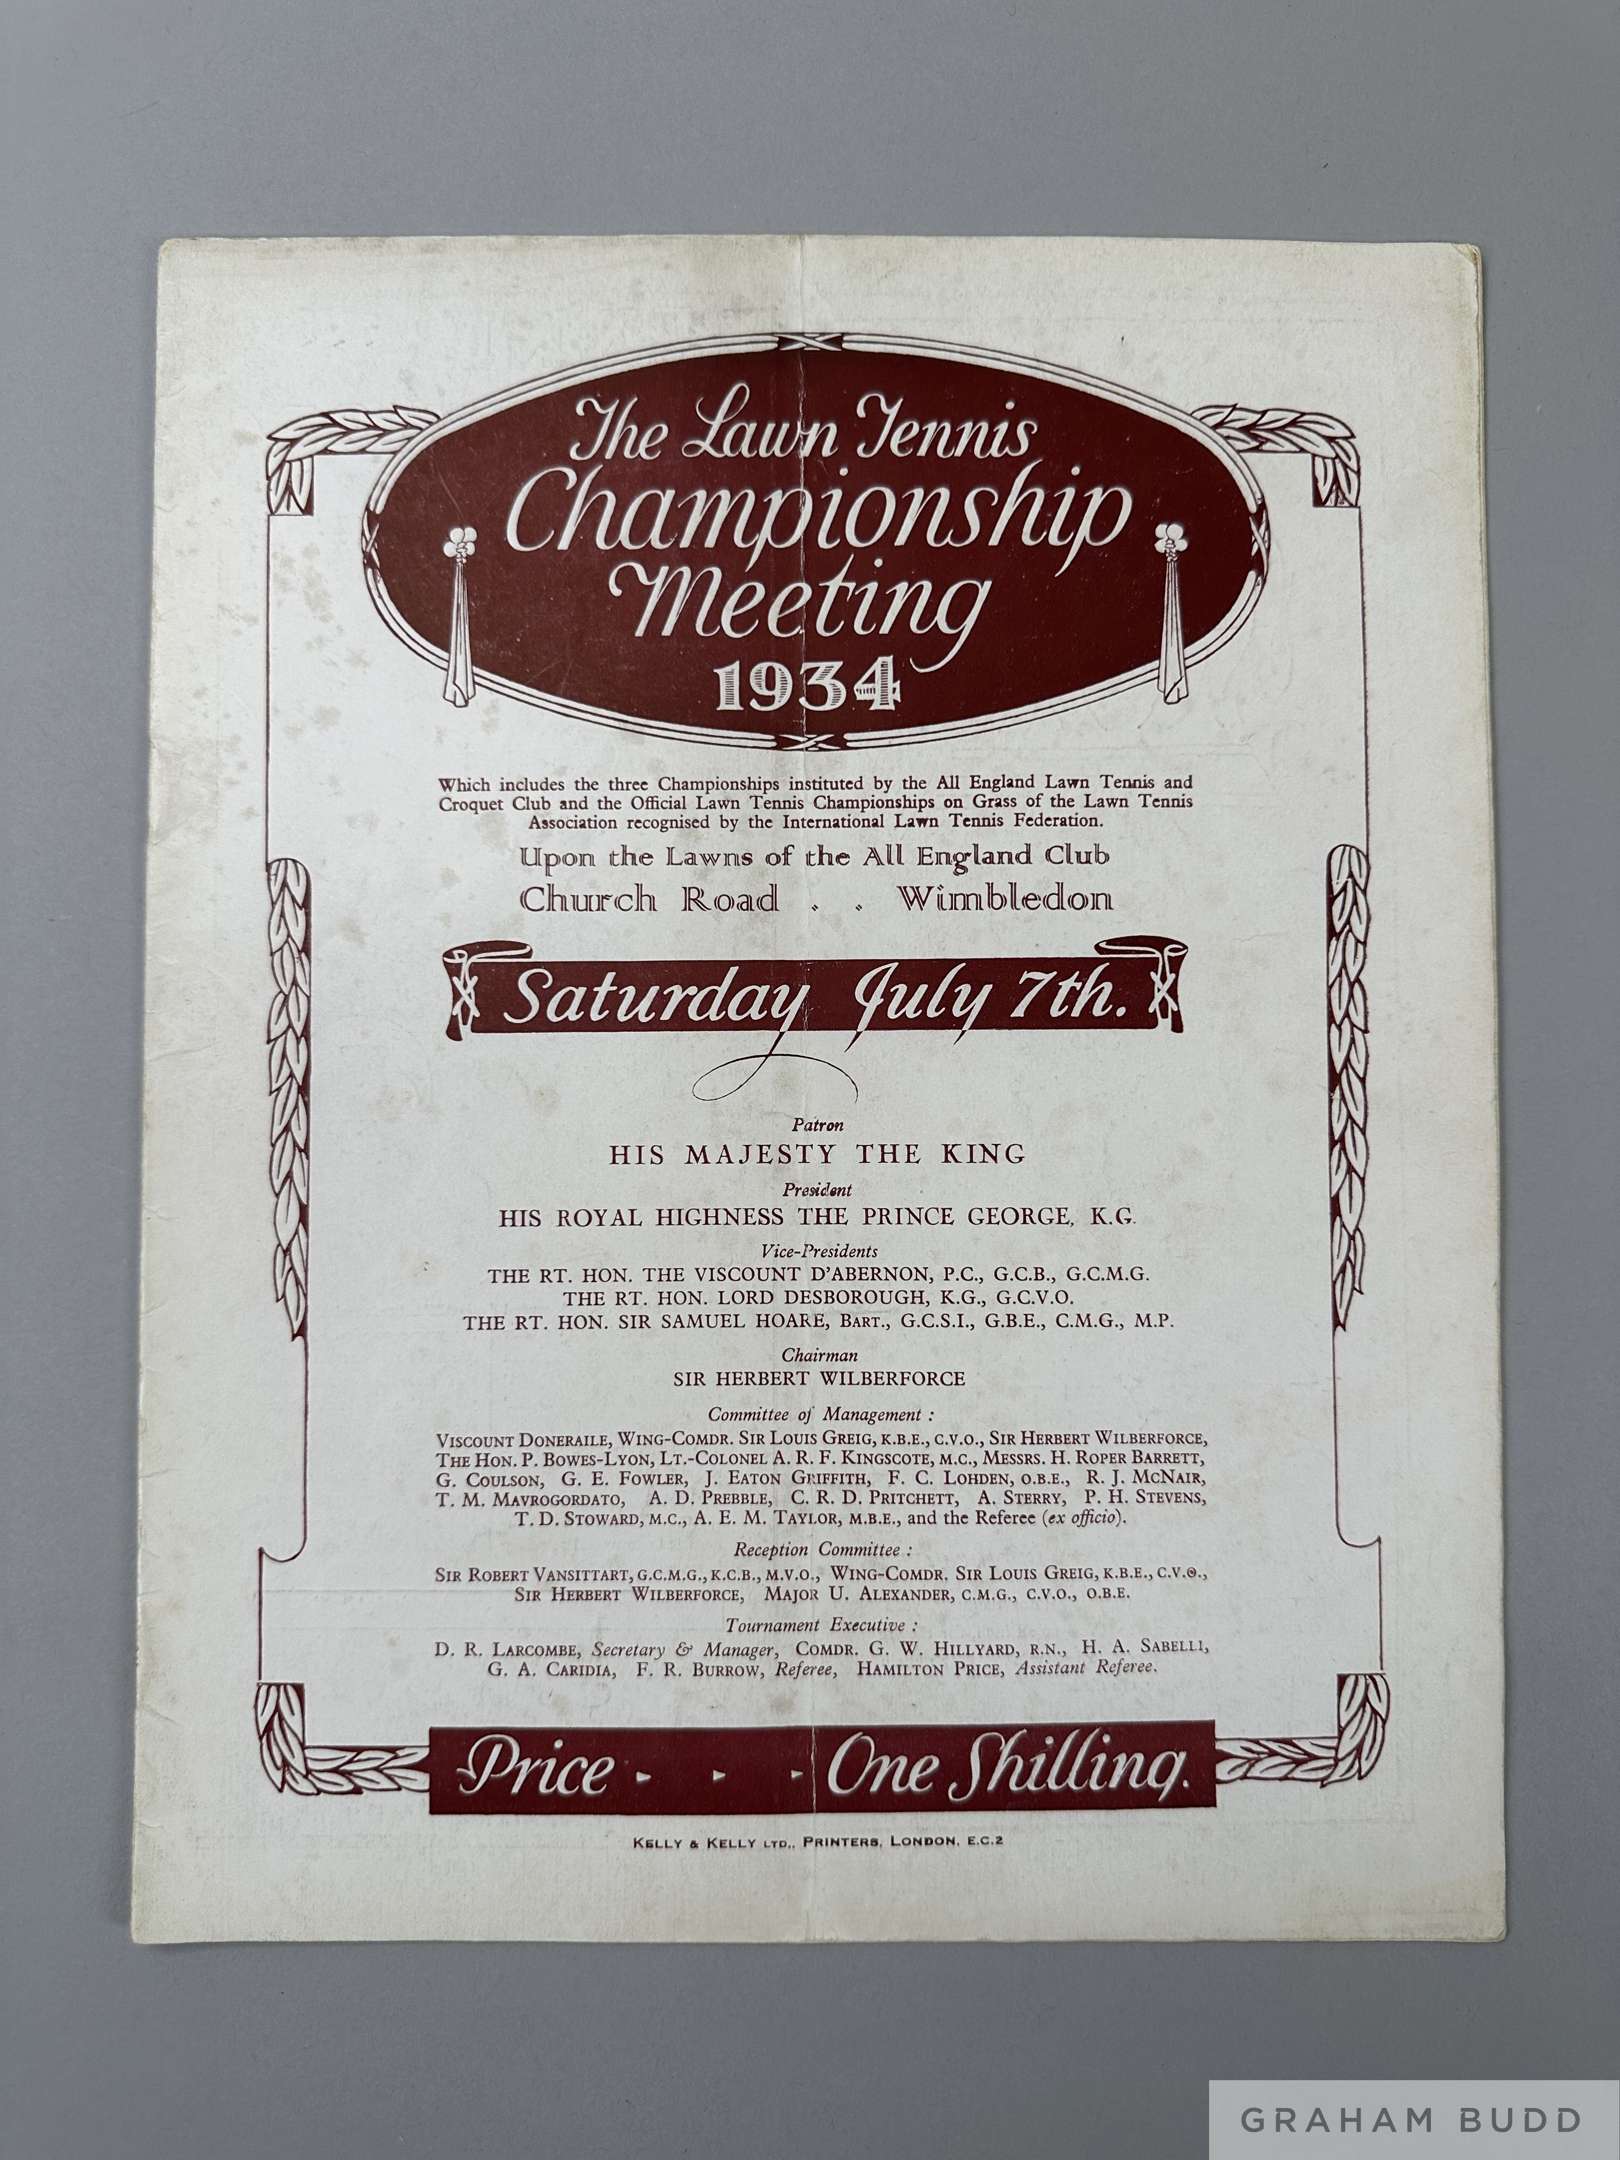 The Lawn Tennis
Championship
Meeting
1934
Which includes the three Championships instituted by the All England Lawn Tennis and
Croquet Club and the Official Lawn Tennis Championships on Grass of the Lawn Tennis
Association recognised by the International Lawn Tennis Federation.
Upon the Lawns of the All England Club
Church Road . . Wimbledon
Saturday July 7th.
Patron
HIS MAJESTY THE KING
President
HIS ROYAL HIGHNESS THE PRINCE GEORGE, K.G.
Vice-Presidents
THE RT. HON. THE VISCOUNT D'ABERNON, P.C., G.C.B., G.C.M.G.
THE RT. HON. LORD DESBOROUGH, K.G., G.C.V.O.
THE RT. HON. SIR SAMUEL HOARE, BART., G.C.S.I., G.B.E., C.M.G., M.P.
Chairman
SIR HERBERT WILBERFORCE
Committee of Management :
VISCOUNT DONERAILE, WING-COMDR. SIR LOUIS GREIG, K.B.E., C.V.O., SIR HERBERT WILBERFORCE,
THE HON. P. BOWES-LYON, LT.-COLONEL A. R. F. KINGSCOTE, M.C., MESSRS. H. ROPER BARRETT,
G. COULSON, G. E. FOWLER, J. EATON GRIFFITH, F. C. LOHDEN, O.B.E., R. J. MCNAIR,
T. M. MAVROGORDATO, A. D. PREBBLE, C. R. D. PRITCHETT, A. STERRY, P. H. STEVENS,
T. D. STOWARD, M.C., A. E. M. TAYLOR, M.B.E., and the Referee (ex officio).
Reception Committee :
SIR ROBERT VANSITTART, G.C.M.G., K.C.B., M.V.O., WING-COMDR. SIR LOUIS GREIG, K.B.E., C.V.O.,
SIR HERBERT WILBERFORCE, MAJOR U. ALEXANDER, C.M.G., C.V.O., O.B.E.
Tournament Executive :
D. R. LARCOMBE, Secretary & Manager, COMDR. G. W. HILLYARD, R.N., H. A. SABELLI,
G. A. CARIDIA, F. R. BURROW, Referee, HAMILTON PRICE, Assistant Referee.
Price - - - One Shilling.
KELLY & KELLY LTD., PRINTERS, LONDON, E.C.2
GRAHAM BUDD